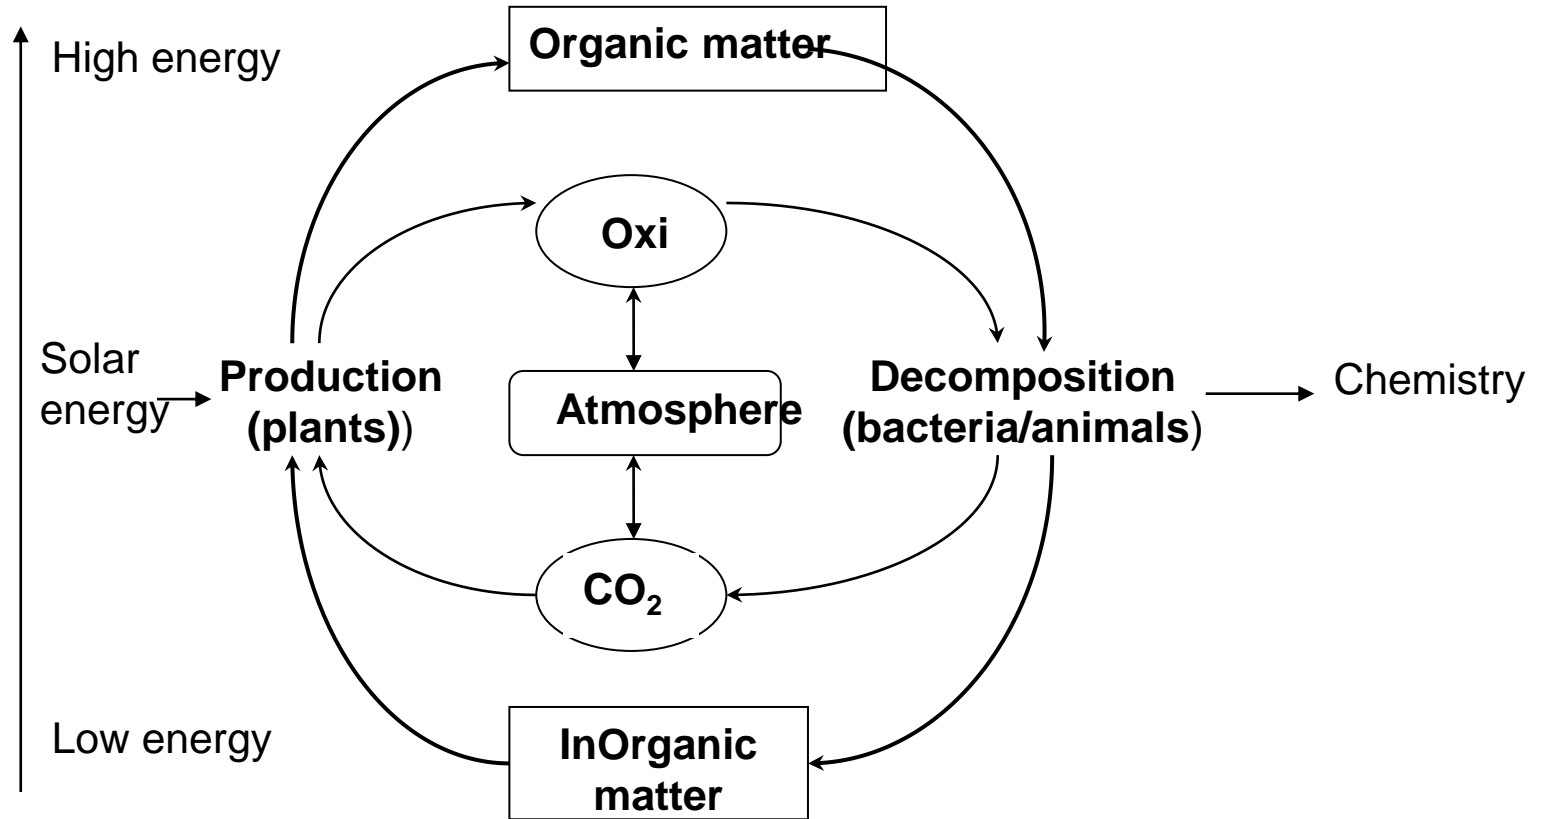 High energy
Organic matter
Oxi
Solar
energy
Production
(plants))
Atmosphere
Decomposition
(bacteria/animals)
Chemistry
CO₂
Low energy
InOrganic
matter